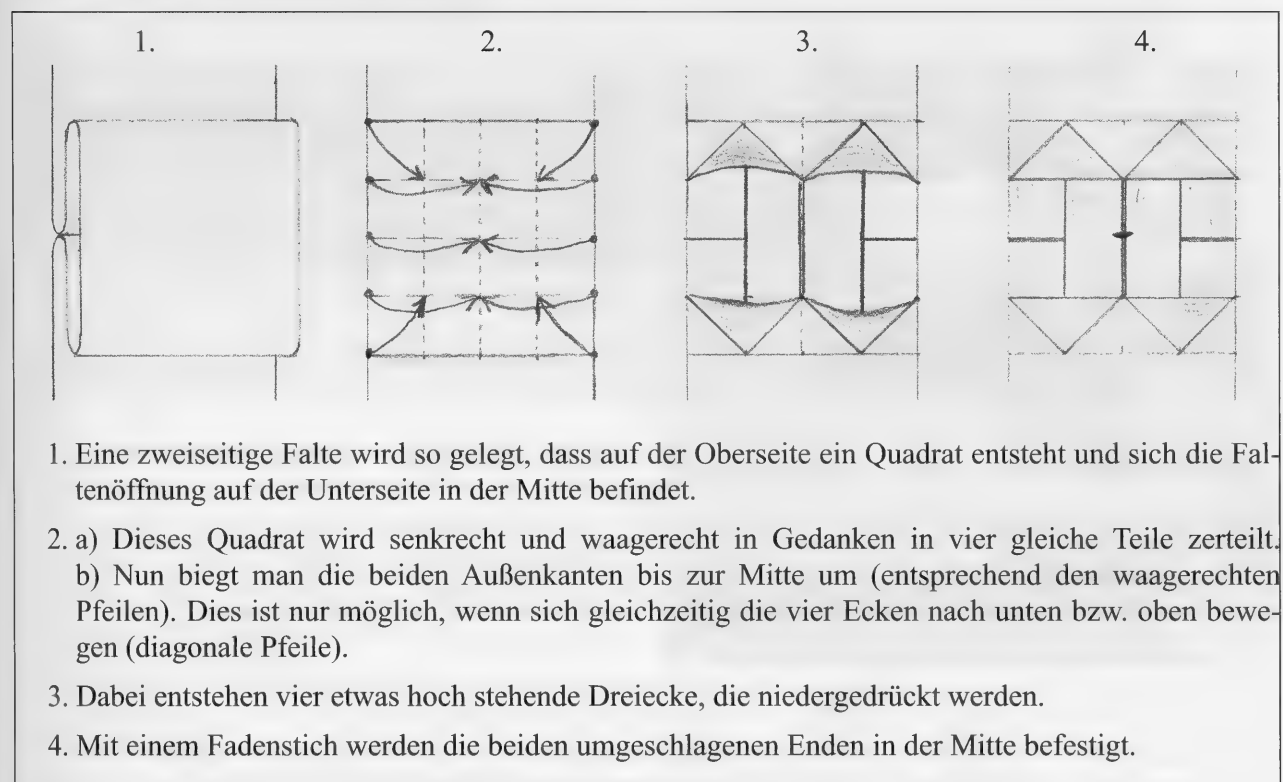 1. 2. 3. 4.
1. Eine zweiseitige Falte wird so gelegt, dass auf der Oberseite ein Quadrat entsteht und sich die Fal-
tenöffnung auf der Unterseite in der Mitte befindet.
2. a) Dieses Quadrat wird senkrecht und waagerecht in Gedanken in vier gleiche Teile zerteilt.
b) Nun biegt man die beiden Außenkanten bis zur Mitte um (entsprechend den waagerechten
Pfeilen). Dies ist nur möglich, wenn sich gleichzeitig die vier Ecken nach unten bzw. oben bewe-
gen (diagonale Pfeile).
3. Dabei entstehen vier etwas hoch stehende Dreiecke, die niedergedrückt werden.
4. Mit einem Fadenstich werden die beiden umgeschlagenen Enden in der Mitte befestigt.